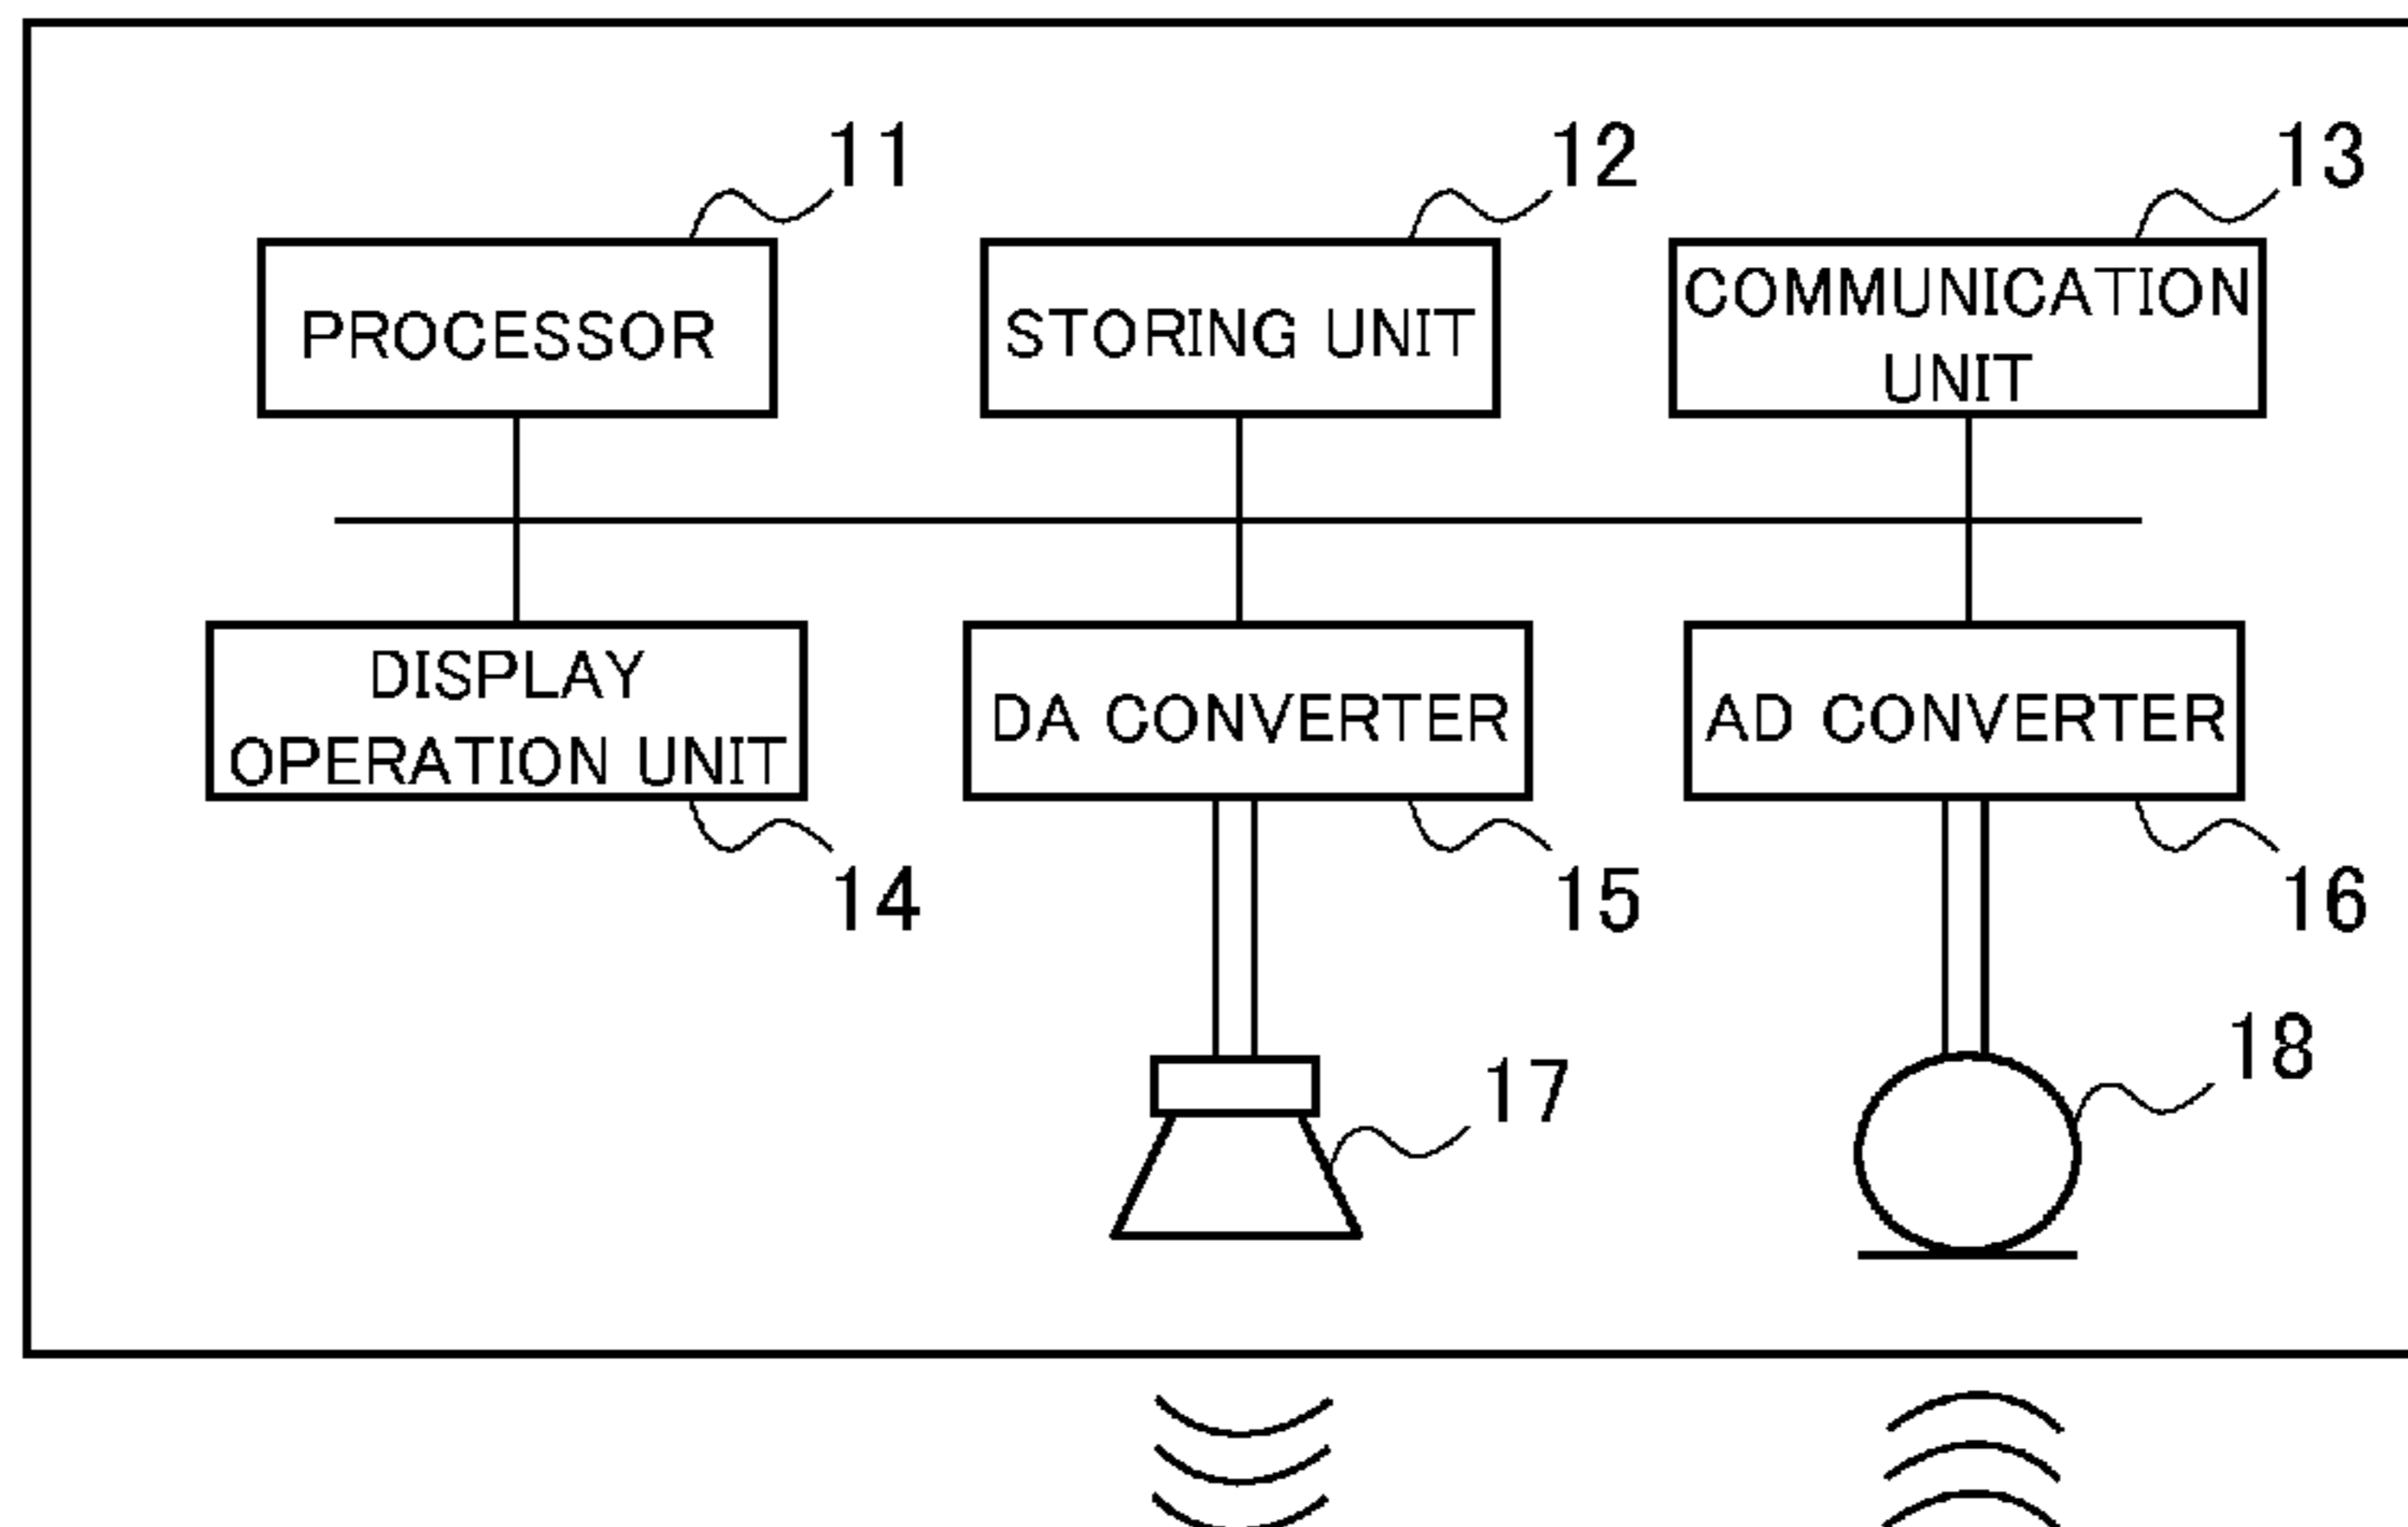 11
12
13
PROCESSOR
STORING UNIT
COMMUNICATION
UNIT
DISPLAY
OPERATION UNIT
DA CONVERTER
AD CONVERTER
14
15
16
17
18